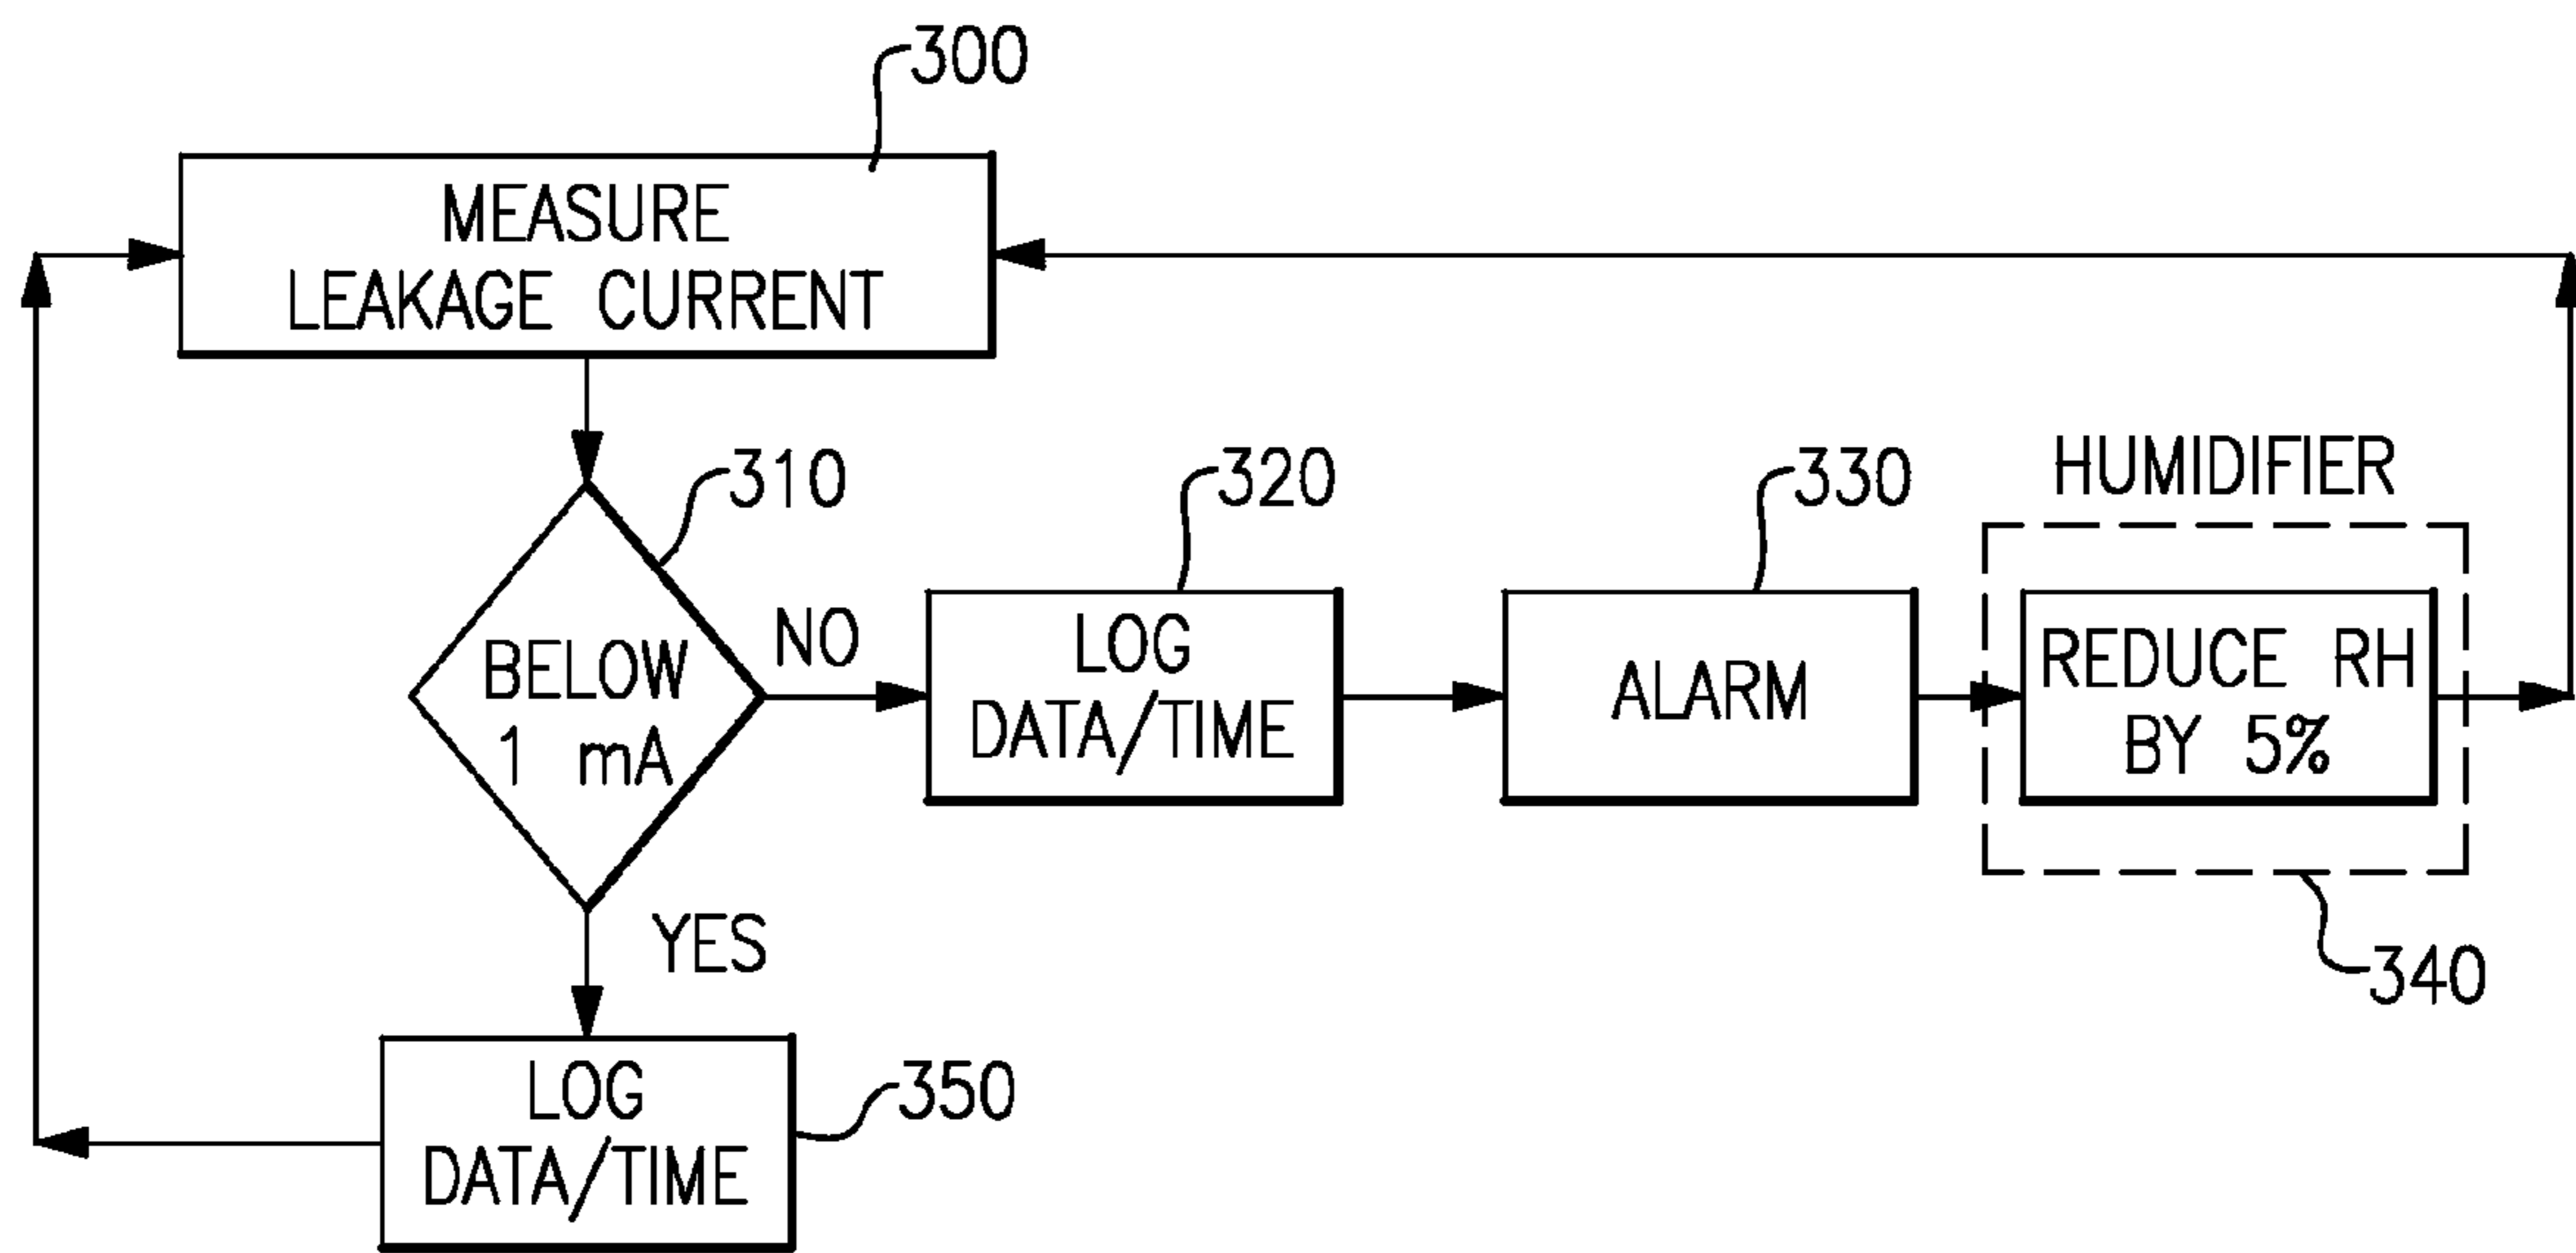 300
MEASURE
LEAKAGE CURRENT
310
BELOW
1 mA
NO
320
LOG
DATA/TIME
330
ALARM
HUMIDIFIER
REDUCE RH
BY 5%
340
YES
LOG
DATA/TIME
350